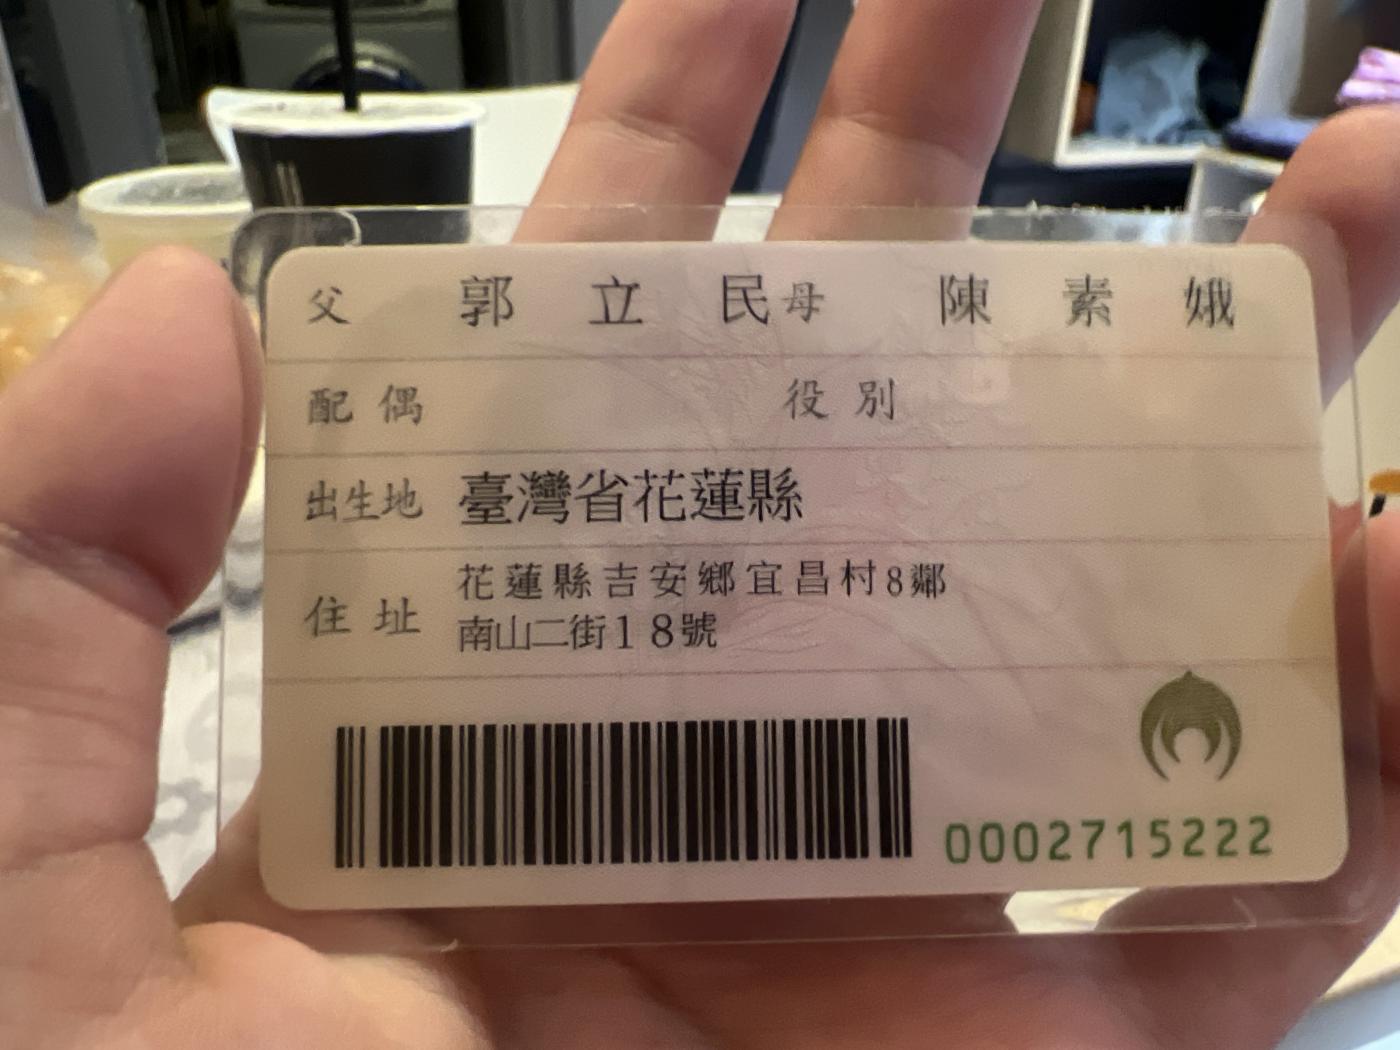 父 郭立民 母 陳素娥
配偶 役別
出生地 臺灣省花蓮縣
住址 花蓮縣吉安鄉宜昌村8鄰
南山二街18號
0002715222